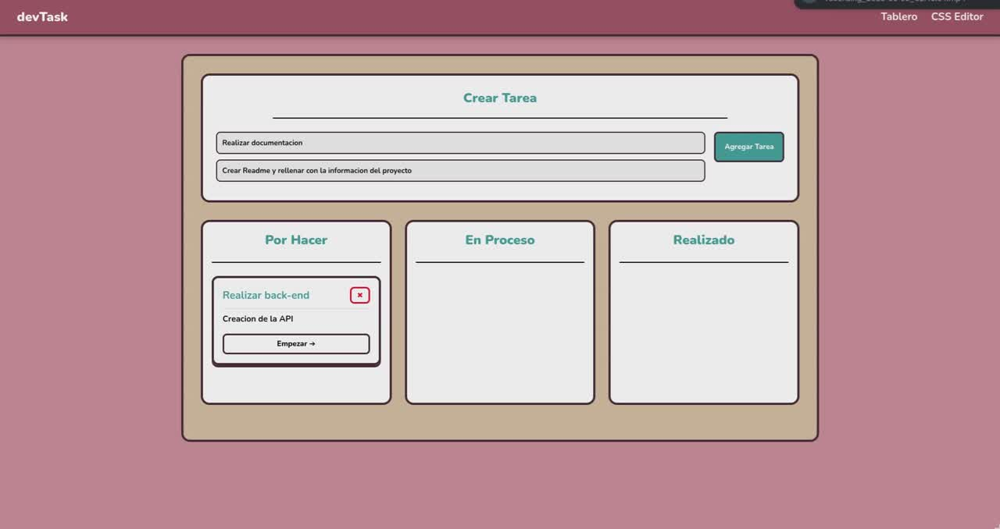 devTask
Tablero
CSS Editor
Crear Tarea
Realizar documentacion
Agregar Tarea
Crear Readme y rellenar con la informacion del proyecto
Por Hacer
En Proceso
Realizado
Realizar back-end
Creacion de la API
Empezar →